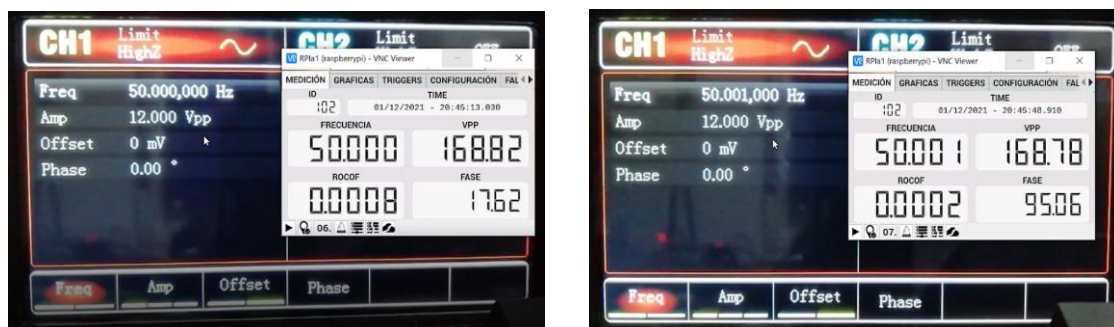 CH1 Limit HighZ CH2 Limit
RPIa1 (raspberrypi) - VNC Viewer
MEDICIÓN GRAFICAS TRIGGERS CONFIGURACIÓN FAL
ID TIME
102 01/12/2021 - 20:45:13.030
FRECUENCIA VPP
50.000 168.82
ROCOF FASE
0.0008 17.62
06.
Freq 50.000,000 Hz
Amp 12.000 Vpp
Offset 0 mV
Phase 0.00 °
Freq Amp Offset Phase
CH1 Limit HighZ CH2 Limit
RPIa1 (raspberrypi) - VNC Viewer
MEDICIÓN GRAFICAS TRIGGERS CONFIGURACIÓN FAL
ID TIME
102 01/12/2021 - 20:45:48.910
FRECUENCIA VPP
50.001 168.78
ROCOF FASE
0.0002 95.06
07.
Freq 50.001,000 Hz
Amp 12.000 Vpp
Offset 0 mV
Phase 0.00 °
Freq Amp Offset Phase